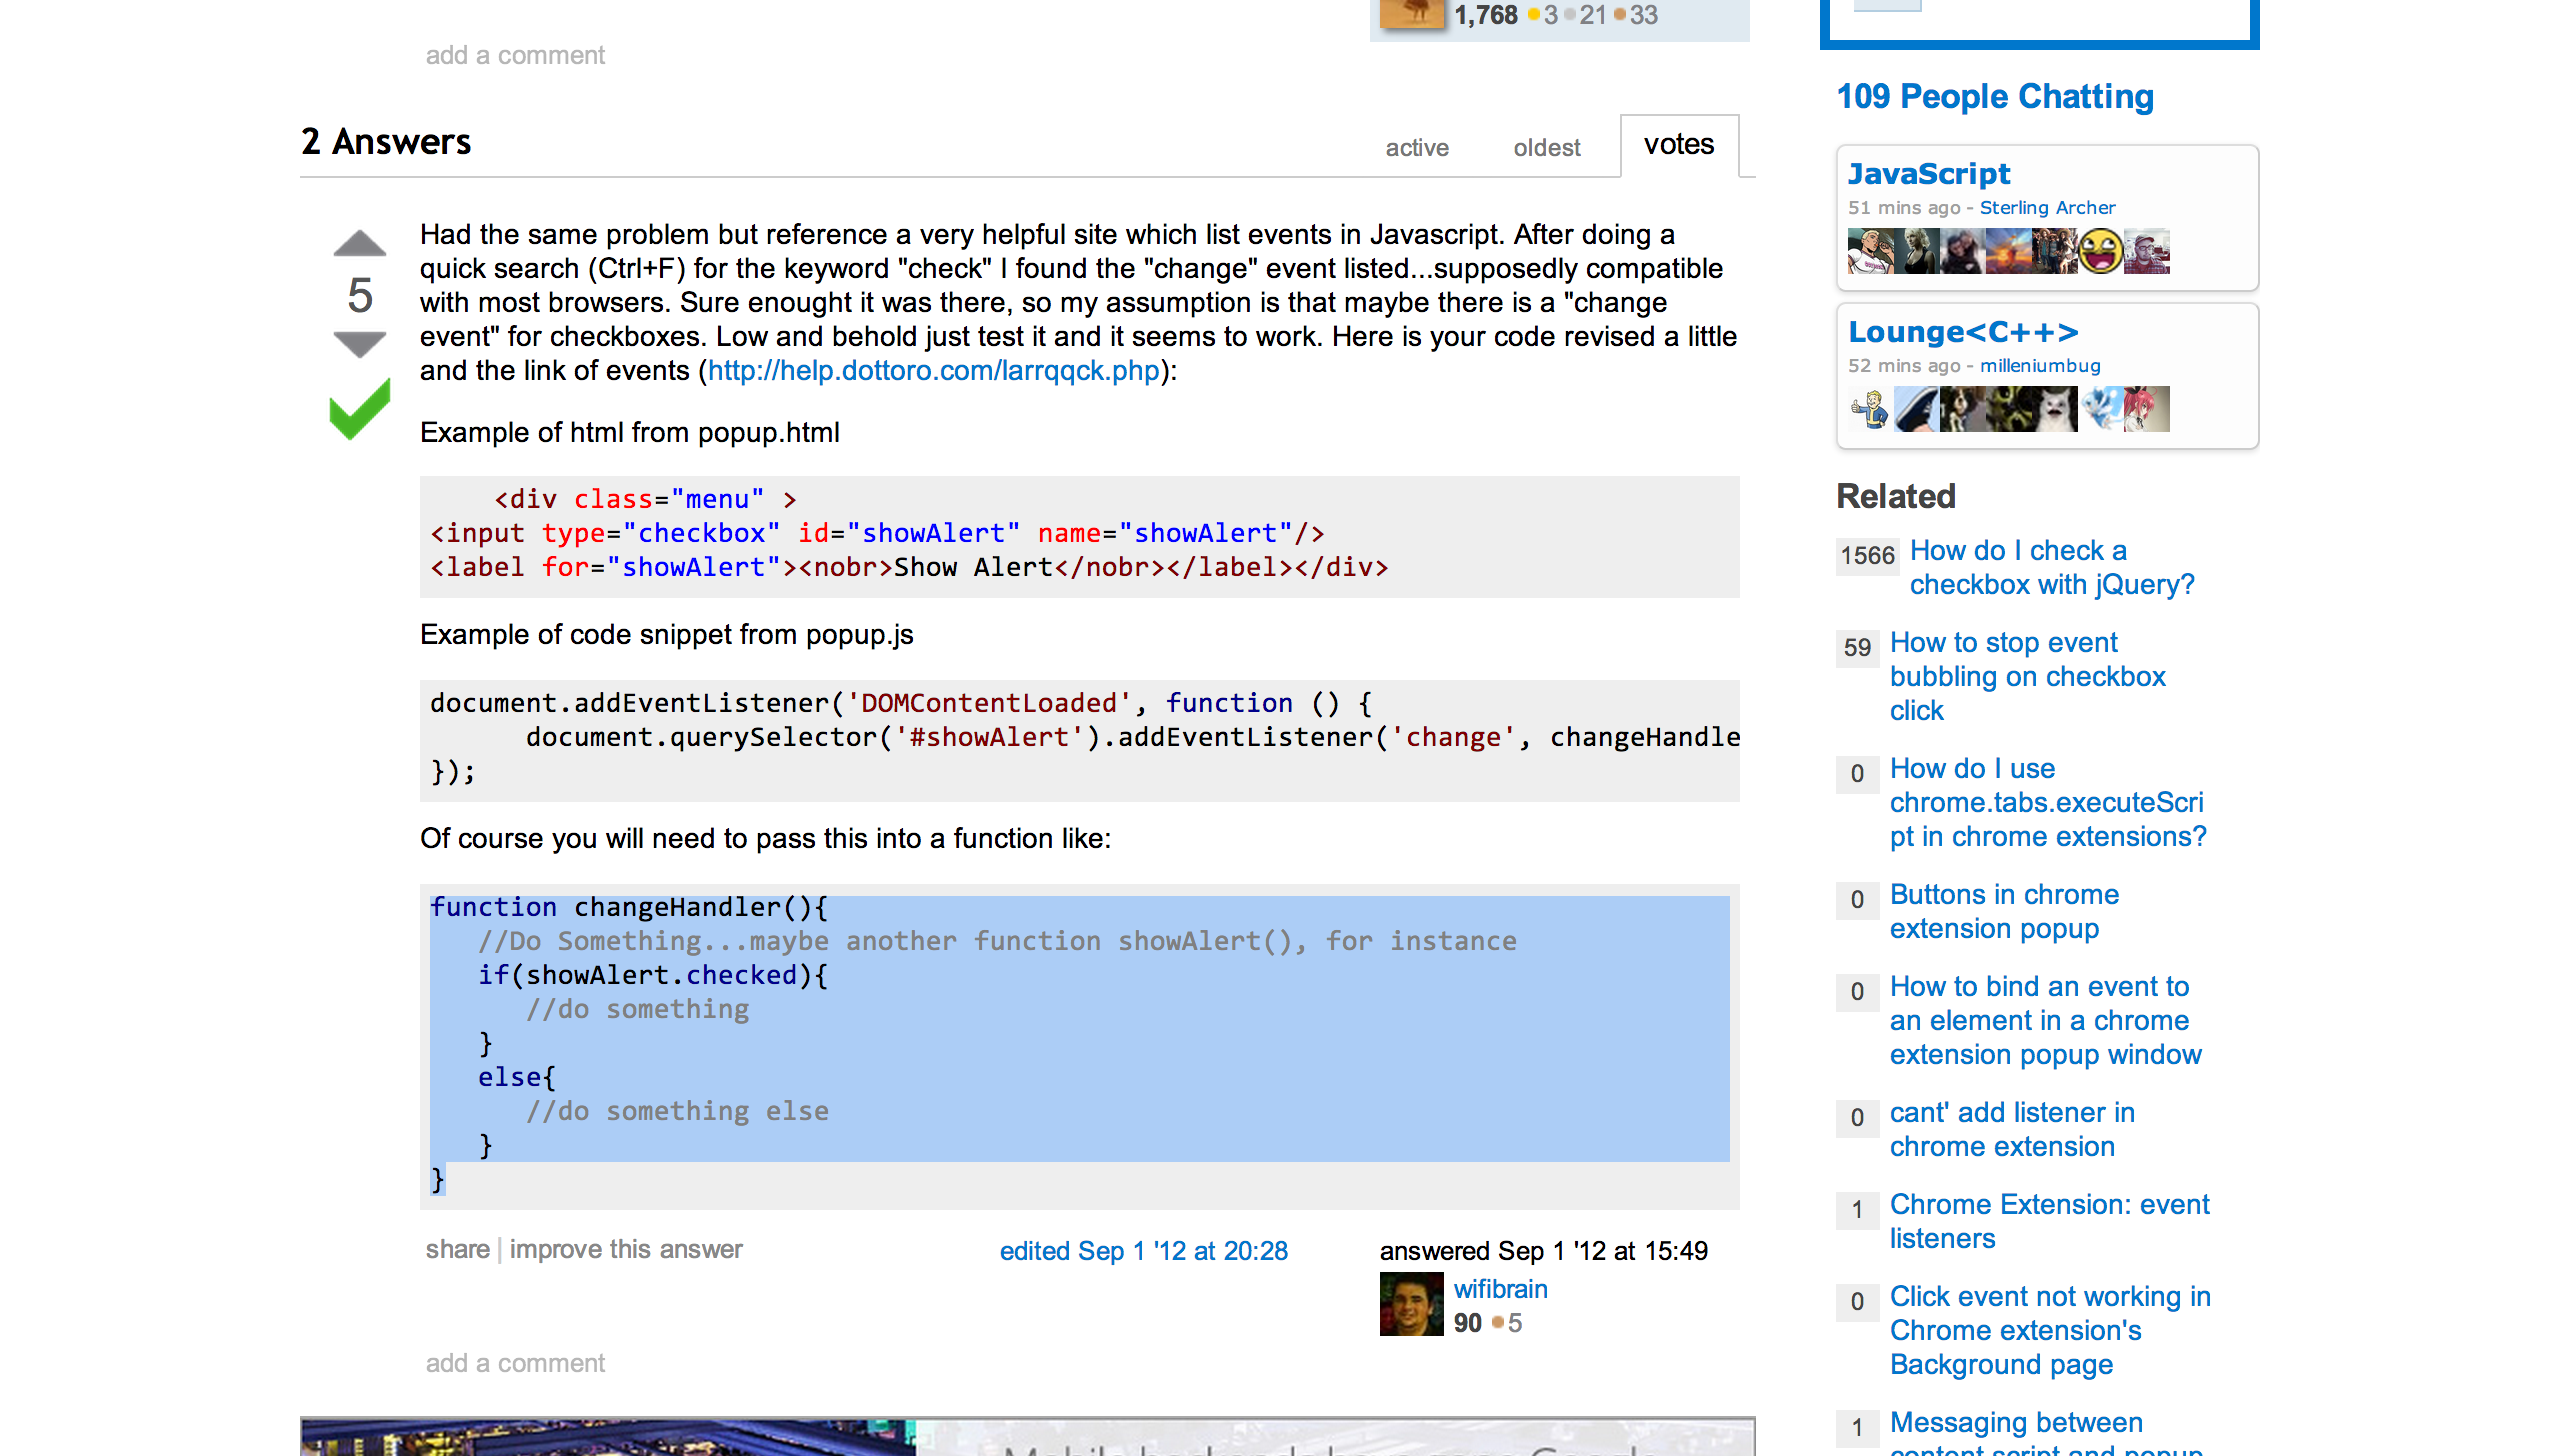 1,768 3 21 33
add a comment
2 Answers
active oldest votes
5
Had the same problem but reference a very helpful site which list events in Javascript. After doing a
quick search (Ctrl+F) for the keyword "check" I found the "change" event listed...supposedly compatible
with most browsers. Sure enought it was there, so my assumption is that maybe there is a "change
event" for checkboxes. Low and behold just test it and it seems to work. Here is your code revised a little
and the link of events (http://help.dottoro.com/larrqqck.php):
Example of html from popup.html
    <div class="menu" >
<input type="checkbox" id="showAlert" name="showAlert"/>
<label for="showAlert"><nobr>Show Alert</nobr></label></div>
Example of code snippet from popup.js
document.addEventListener('DOMContentLoaded', function () {
      document.querySelector('#showAlert').addEventListener('change', changeHandle
});
Of course you will need to pass this into a function like:
function changeHandler(){
   //Do Something...maybe another function showAlert(), for instance
   if(showAlert.checked){
      //do something
   }
   else{
      //do something else
   }
}
share improve this answer
edited Sep 1 '12 at 20:28
answered Sep 1 '12 at 15:49
wifibrain
90 5
add a comment
109 People Chatting
JavaScript
51 mins ago - Sterling Archer
Lounge<C++>
52 mins ago - milleniumbug
Related
1566 How do I check a
checkbox with jQuery?
59 How to stop event
bubbling on checkbox
click
0 How do I use
chrome.tabs.executeScri
pt in chrome extensions?
0 Buttons in chrome
extension popup
0 How to bind an event to
an element in a chrome
extension popup window
0 cant' add listener in
chrome extension
1 Chrome Extension: event
listeners
0 Click event not working in
Chrome extension's
Background page
1 Messaging between
content script and popup